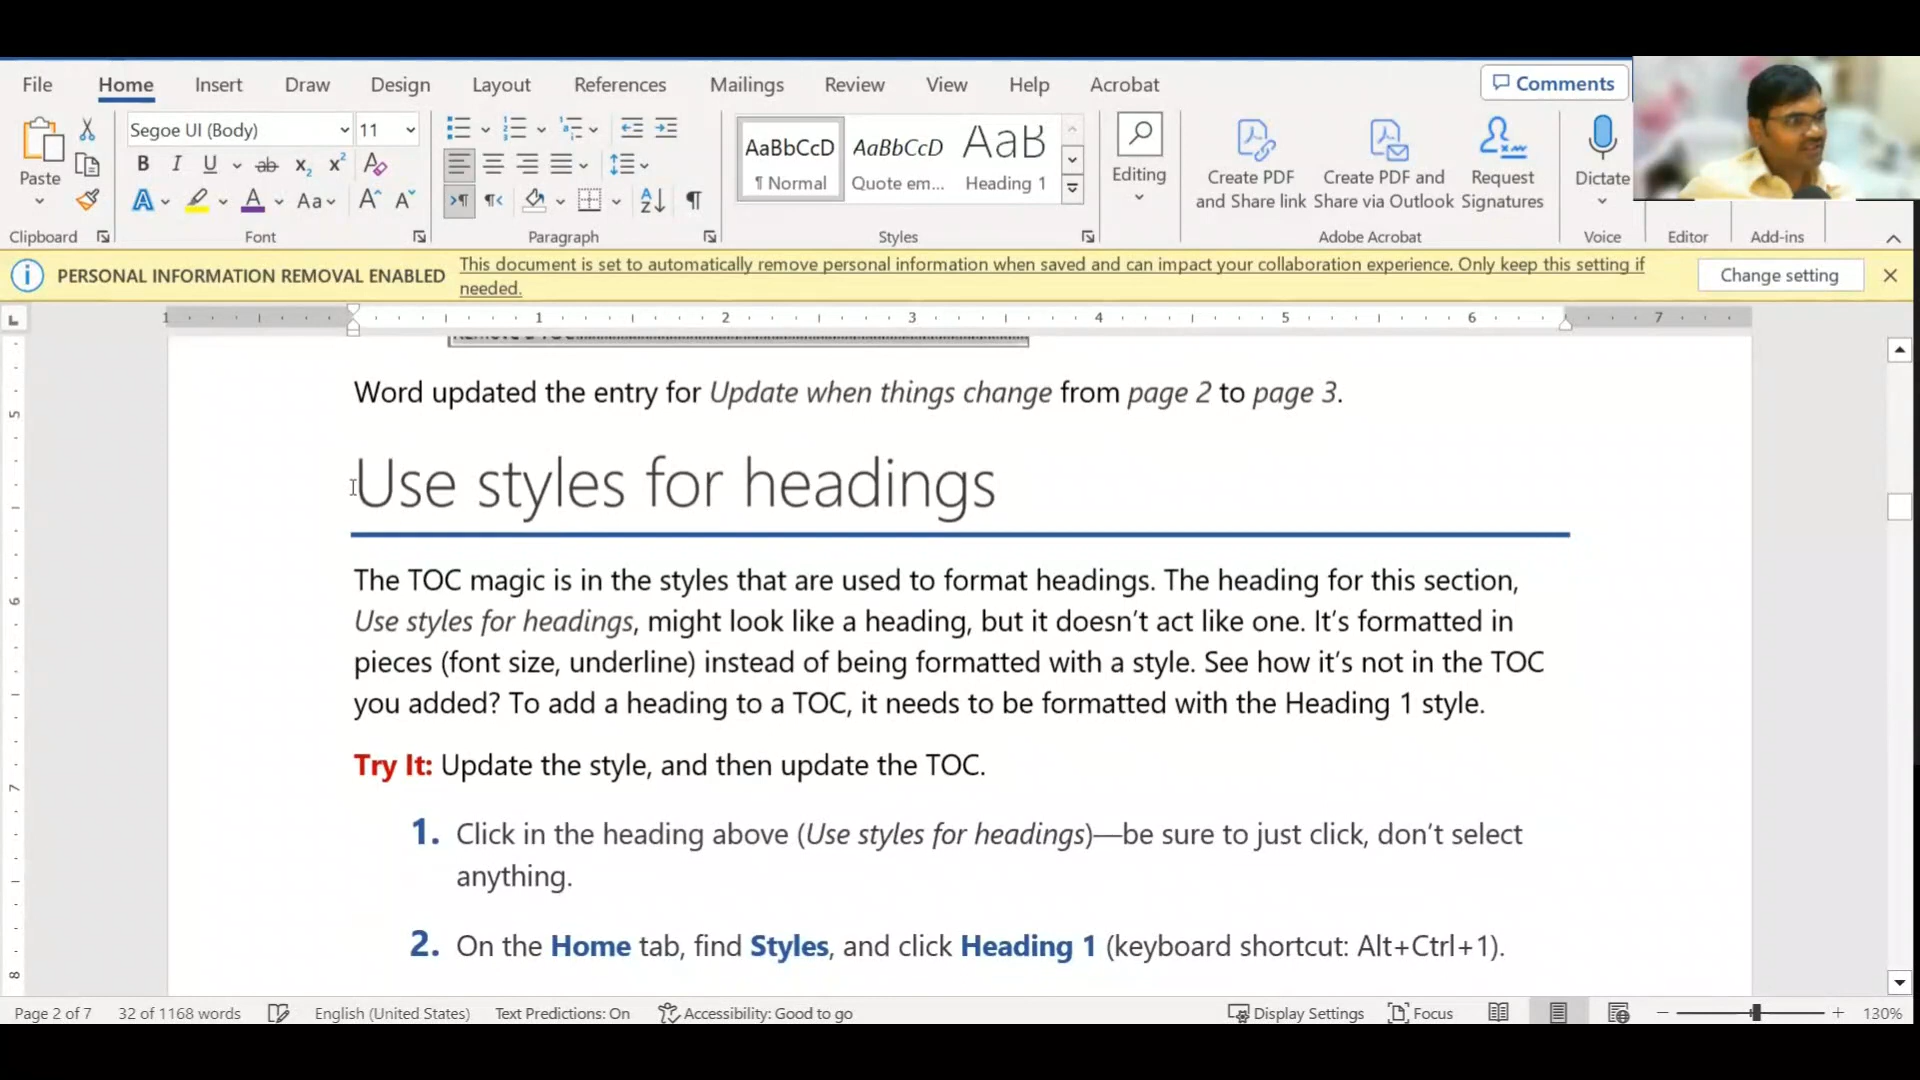 File Home Insert Draw Design Layout References Mailings Review View Help Acrobat Comments
Segoe UI (Body) 11
AaBbCcD AaBbCcD AaB
Paste
¶ Normal Quote em... Heading 1
Editing
Create PDF and Share link
Create PDF and Share via Outlook
Request Signatures
Dictate
Clipboard Font Paragraph Styles Adobe Acrobat Voice Editor Add-ins
PERSONAL INFORMATION REMOVAL ENABLED This document is set to automatically remove personal information when saved and can impact your collaboration experience. Only keep this setting if
needed.
Change setting
1 1 2 3 4 5 6 7
5
6
7
8
Word updated the entry for Update when things change from page 2 to page 3.
Use styles for headings
The TOC magic is in the styles that are used to format headings. The heading for this section,
Use styles for headings, might look like a heading, but it doesn't act like one. It's formatted in
pieces (font size, underline) instead of being formatted with a style. See how it's not in the TOC
you added? To add a heading to a TOC, it needs to be formatted with the Heading 1 style.
Try It: Update the style, and then update the TOC.
1. Click in the heading above (Use styles for headings)—be sure to just click, don't select
anything.
2. On the Home tab, find Styles, and click Heading 1 (keyboard shortcut: Alt+Ctrl+1).
Page 2 of 7 32 of 1168 words English (United States) Text Predictions: On Accessibility: Good to go Display Settings Focus 130%